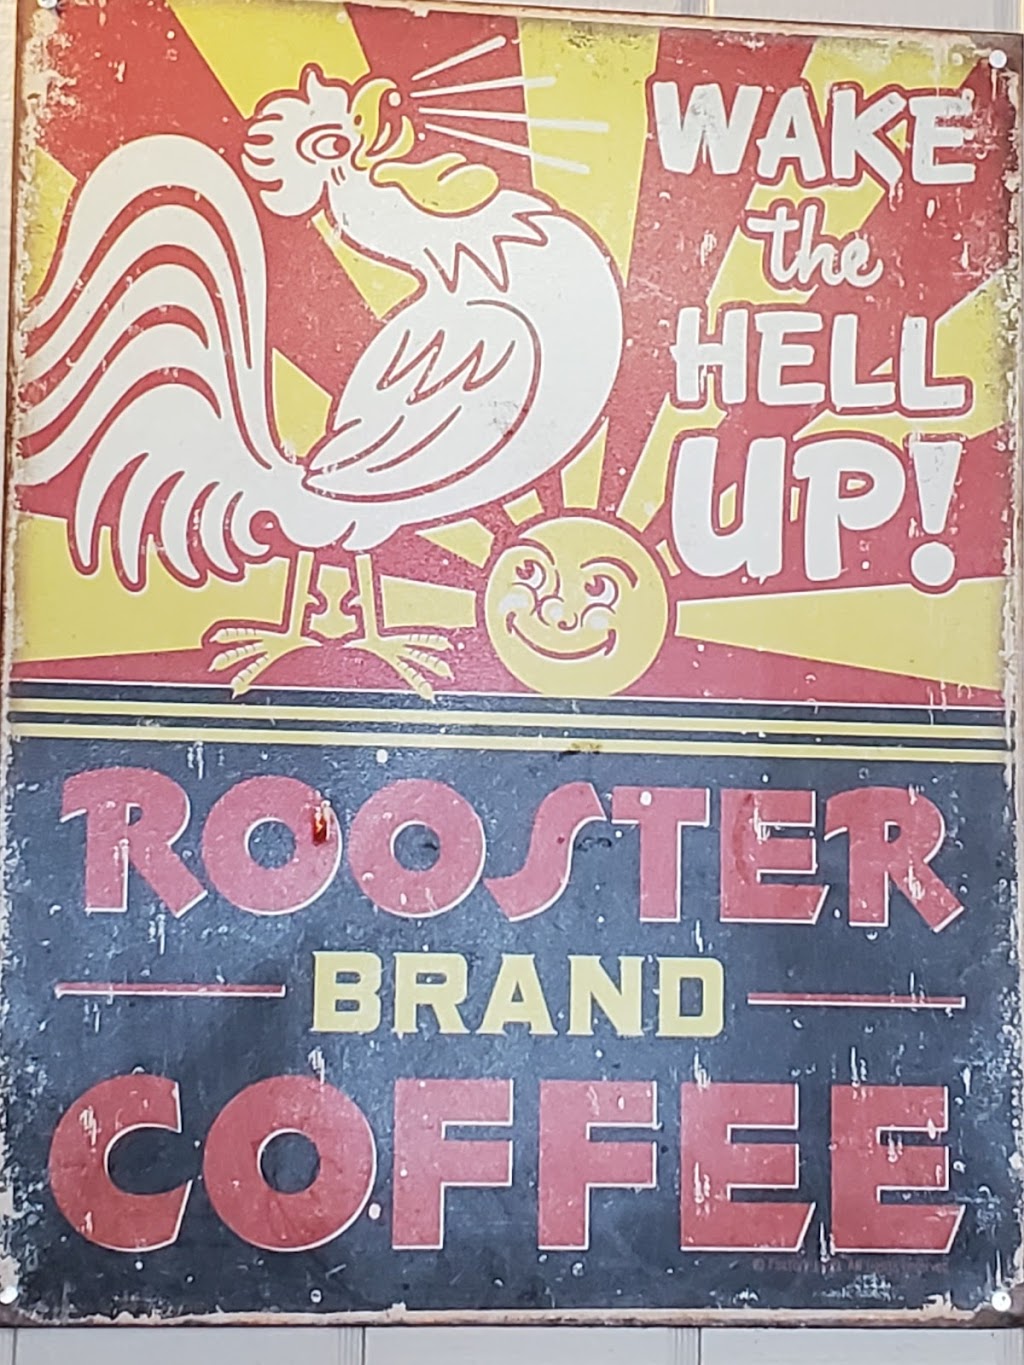 WAKE
the
HELL
UP!
ROOSTER
BRAND
COFFEE